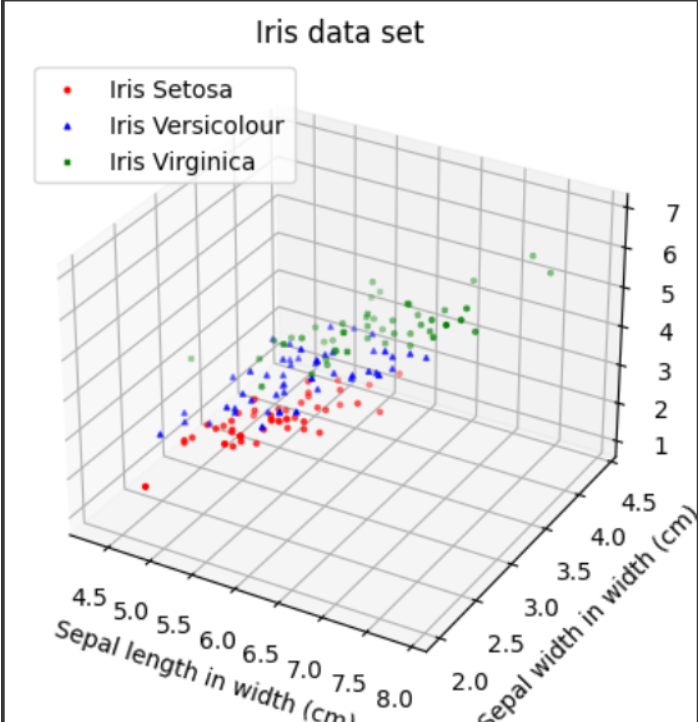 Iris data set
Iris Setosa
Iris Versicolour
Iris Virginica
7
6
5
4
3
2
1
4.5
4.0
3.5
3.0
2.5
2.0
4.5 5.0 5.5 6.0 6.5 7.0 7.5 8.0
Sepal length in width (cm)
Sepal width in width (cm)